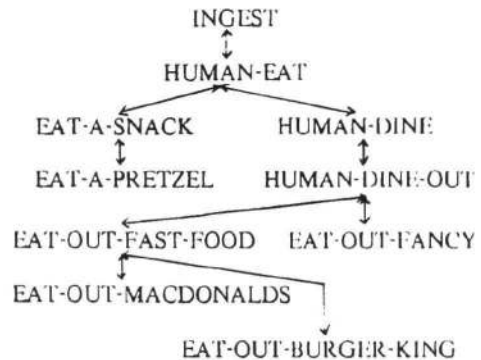 INGEST
HUMAN-EAT
EAT-A-SNACK HUMAN-DINE
EAT-A-PRETZEL HUMAN-DINE-OUT
EAT-OUT-FAST-FOOD EAT-OUT-FANCY
EAT-OUT-MACDONALDS
EAT-OUT-BURGER-KING